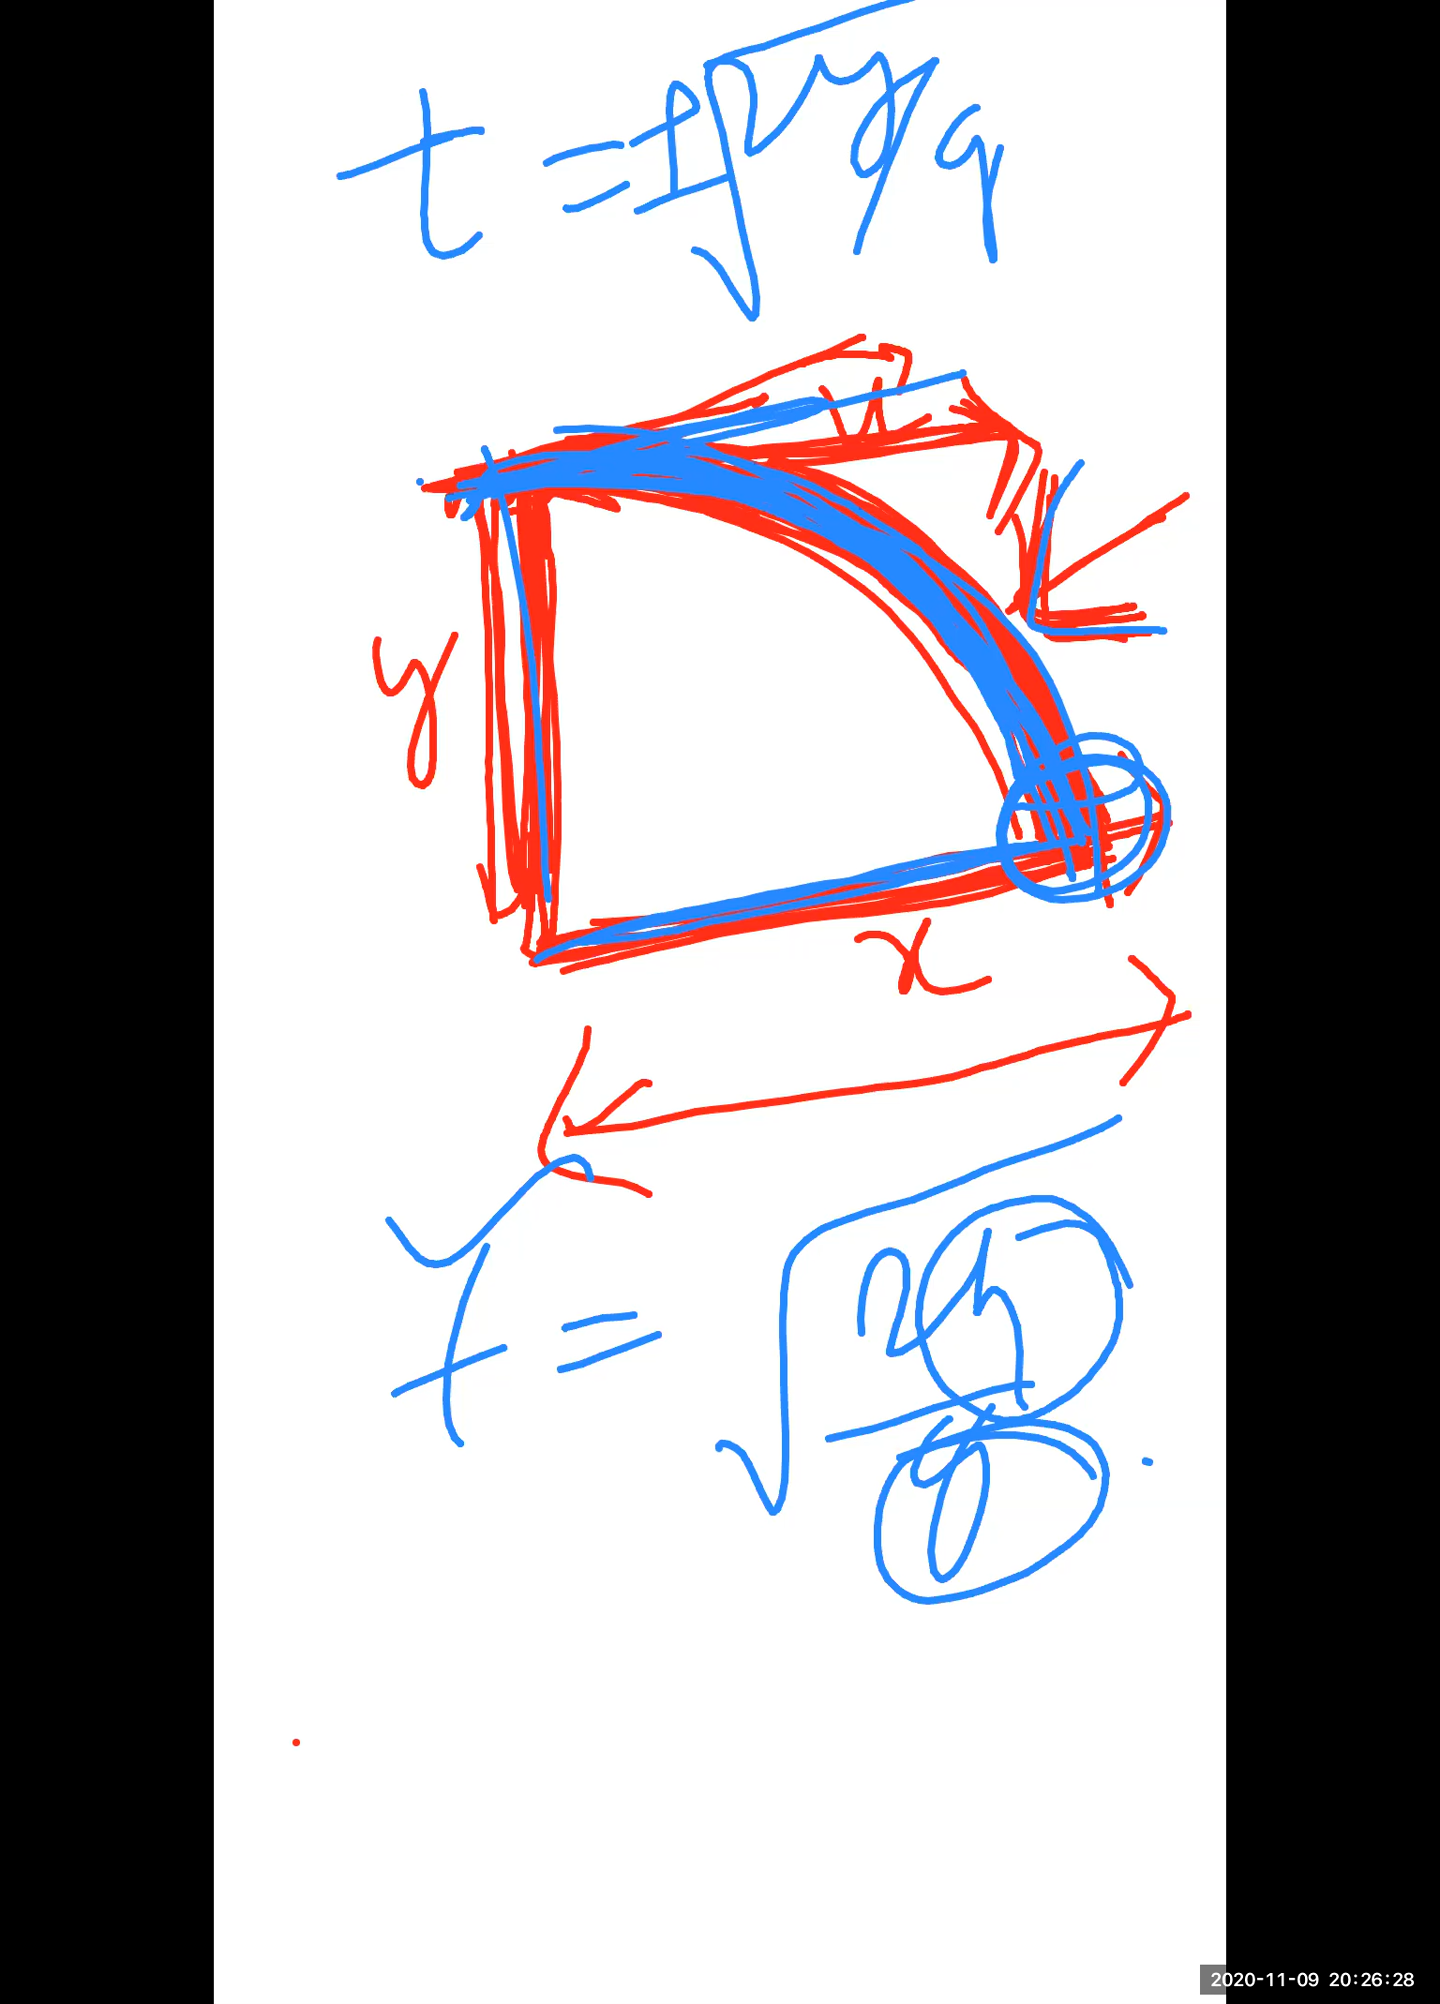 t = √2y/g
u
y
x
t = √2h/g
2020-11-09 20:26:28